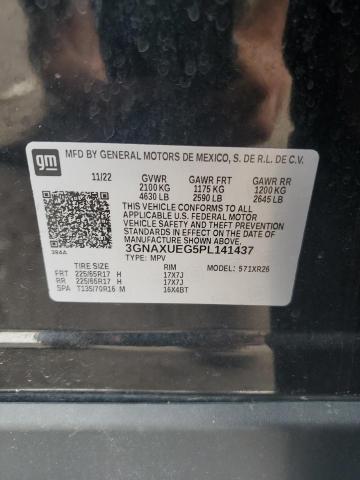 gm MFD BY GENERAL MOTORS DE MEXICO, S. DE R.L. DE C.V.
11/22 GVWR GAWR FRT GAWR RR
2100 KG 1175 KG 1200 KG
4630 LB 2590 LB 2645 LB
THIS VEHICLE CONFORMS TO ALL
APPLICABLE U.S. FEDERAL MOTOR
VEHICLE SAFETY AND THEFT PREVENTION
STANDARDS IN EFFECT ON THE DATE OF
MANUFACTURE SHOWN ABOVE.
394A 3GNAXUEG5PL141437
TYPE: MPV
TIRE SIZE RIM MODEL: 571XR26
FRT 225/65R17 H 17X7J
RR 225/65R17 H 17X7J
SPA T135/70R16 M 16X4BT